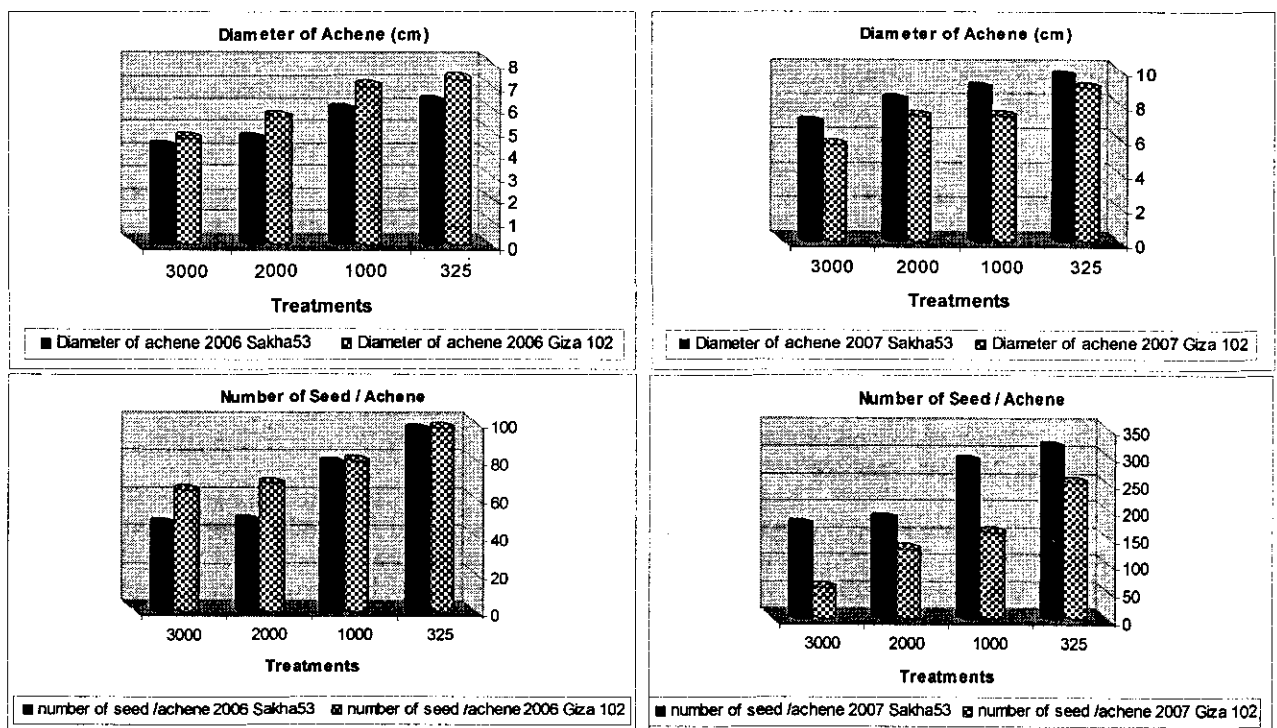 Diameter of Achene (cm)
8
7
6
5
4
3
2
1
0
3000 2000 1000 325
Treatments
Diameter of achene 2006 Sakha53 Diameter of achene 2006 Giza 102
Diameter of Achene (cm)
10
8
6
4
2
0
3000 2000 1000 325
Treatments
Diameter of achene 2007 Sakha53 Diameter of achene 2007 Giza 102
Number of Seed / Achene
100
80
60
40
20
0
3000 2000 1000 325
Treatments
number of seed /achene 2006 Sakha53 number of seed /achene 2006 Giza 102
Number of Seed / Achene
350
300
250
200
150
100
50
0
3000 2000 1000 325
Treatments
number of seed /achene 2007 Sakha53 number of seed /achene 2007 Giza 102